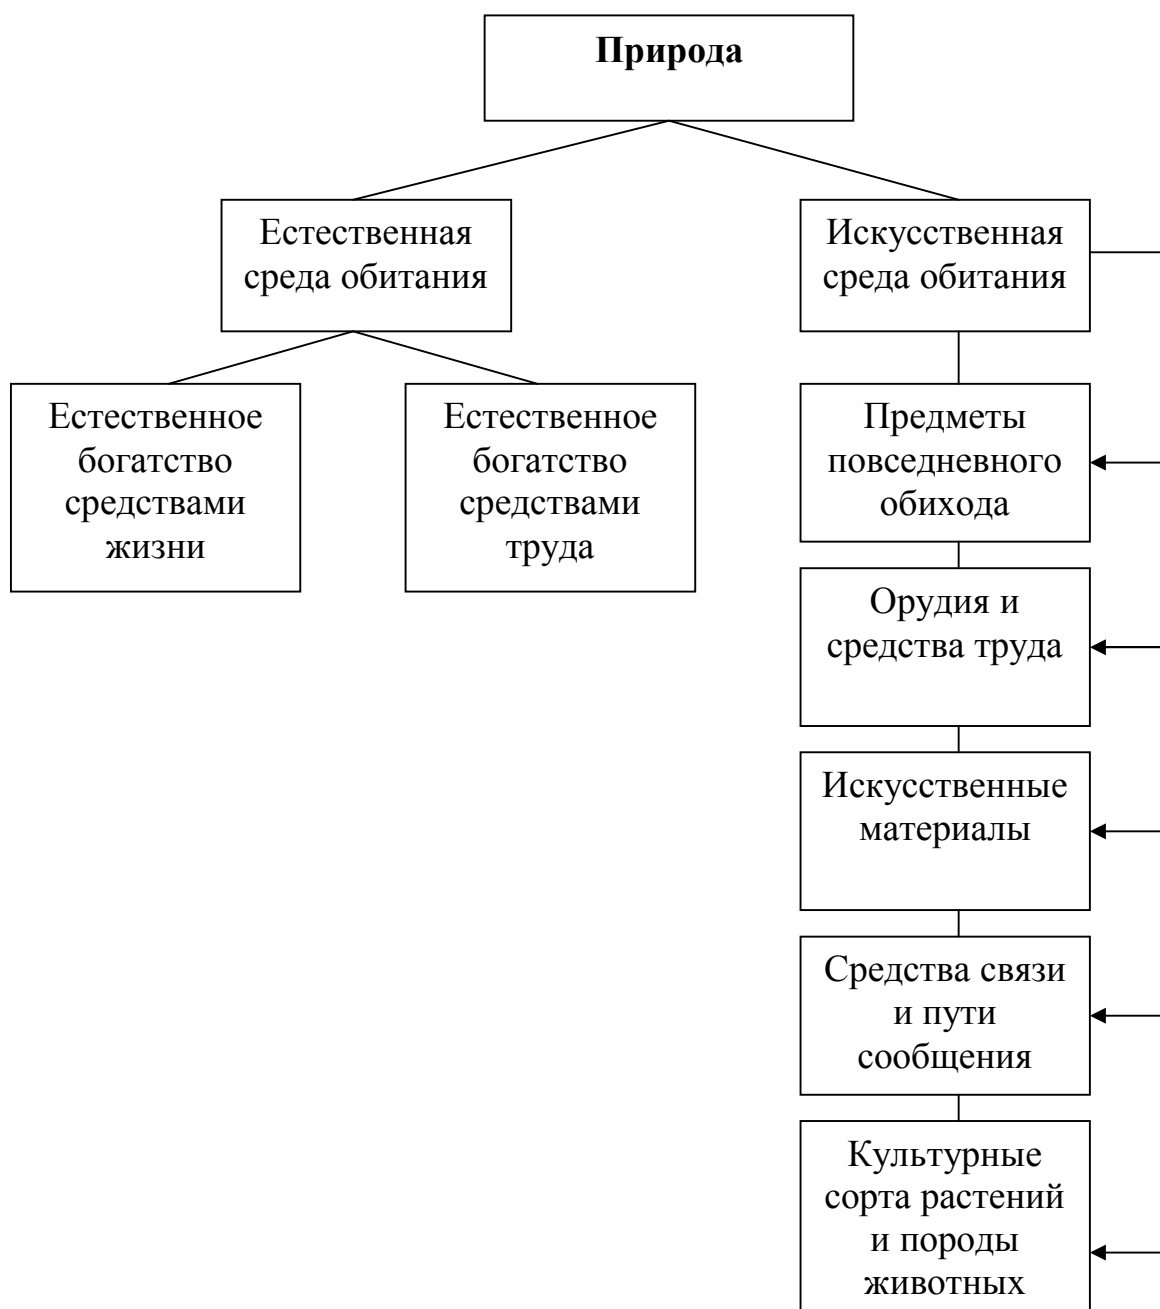 Природа
Естественная
среда обитания
Искусственная
среда обитания
Естественное
богатство
средствами
жизни
Естественное
богатство
средствами
труда
Предметы
повседневного
обихода
Орудия и
средства труда
Искусственные
материалы
Средства связи
и пути
сообщения
Культурные
сорта растений
и породы
животных